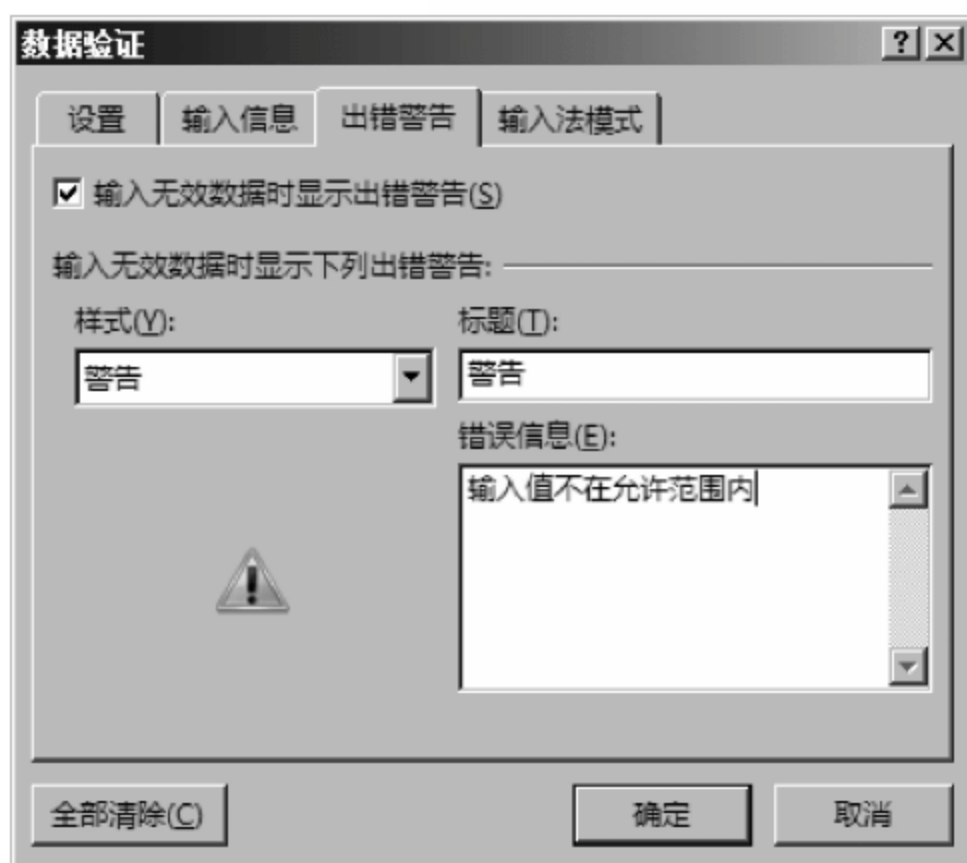 数据验证
设置 输入信息 出错警告 输入法模式
输入无效数据时显示出错警告(S)
输入无效数据时显示下列出错警告:
样式(Y): 标题(T):
警告 警告
错误信息(E):
输入值不在允许范围内
全部清除(C) 确定 取消